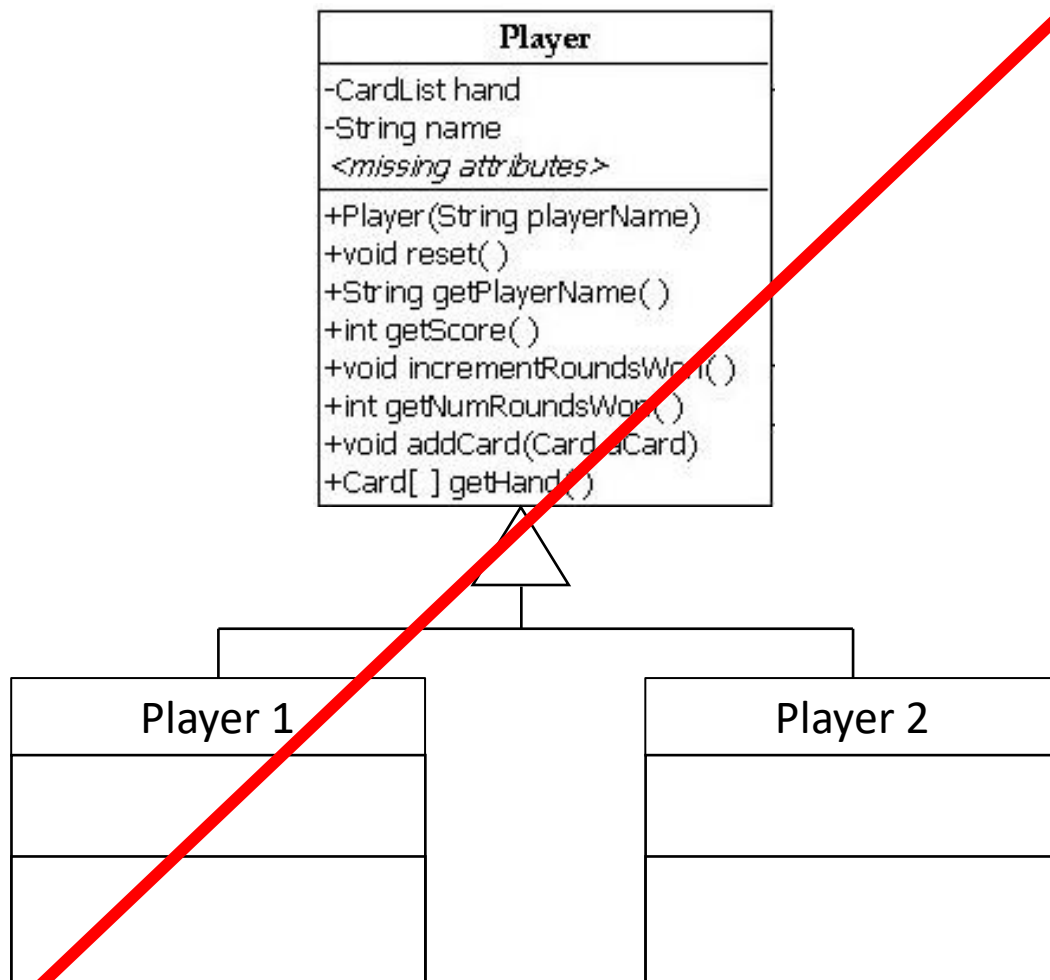 Player
-CardList hand
-String name
<missing attributes>
+Player(String playerName)
+void reset( )
+String getPlayerName( )
+int getScore( )
+void incrementRoundsWon( )
+int getNumRoundsWon( )
+void addCard(Card aCard)
+Card[ ] getHand( )
Player 1
Player 2